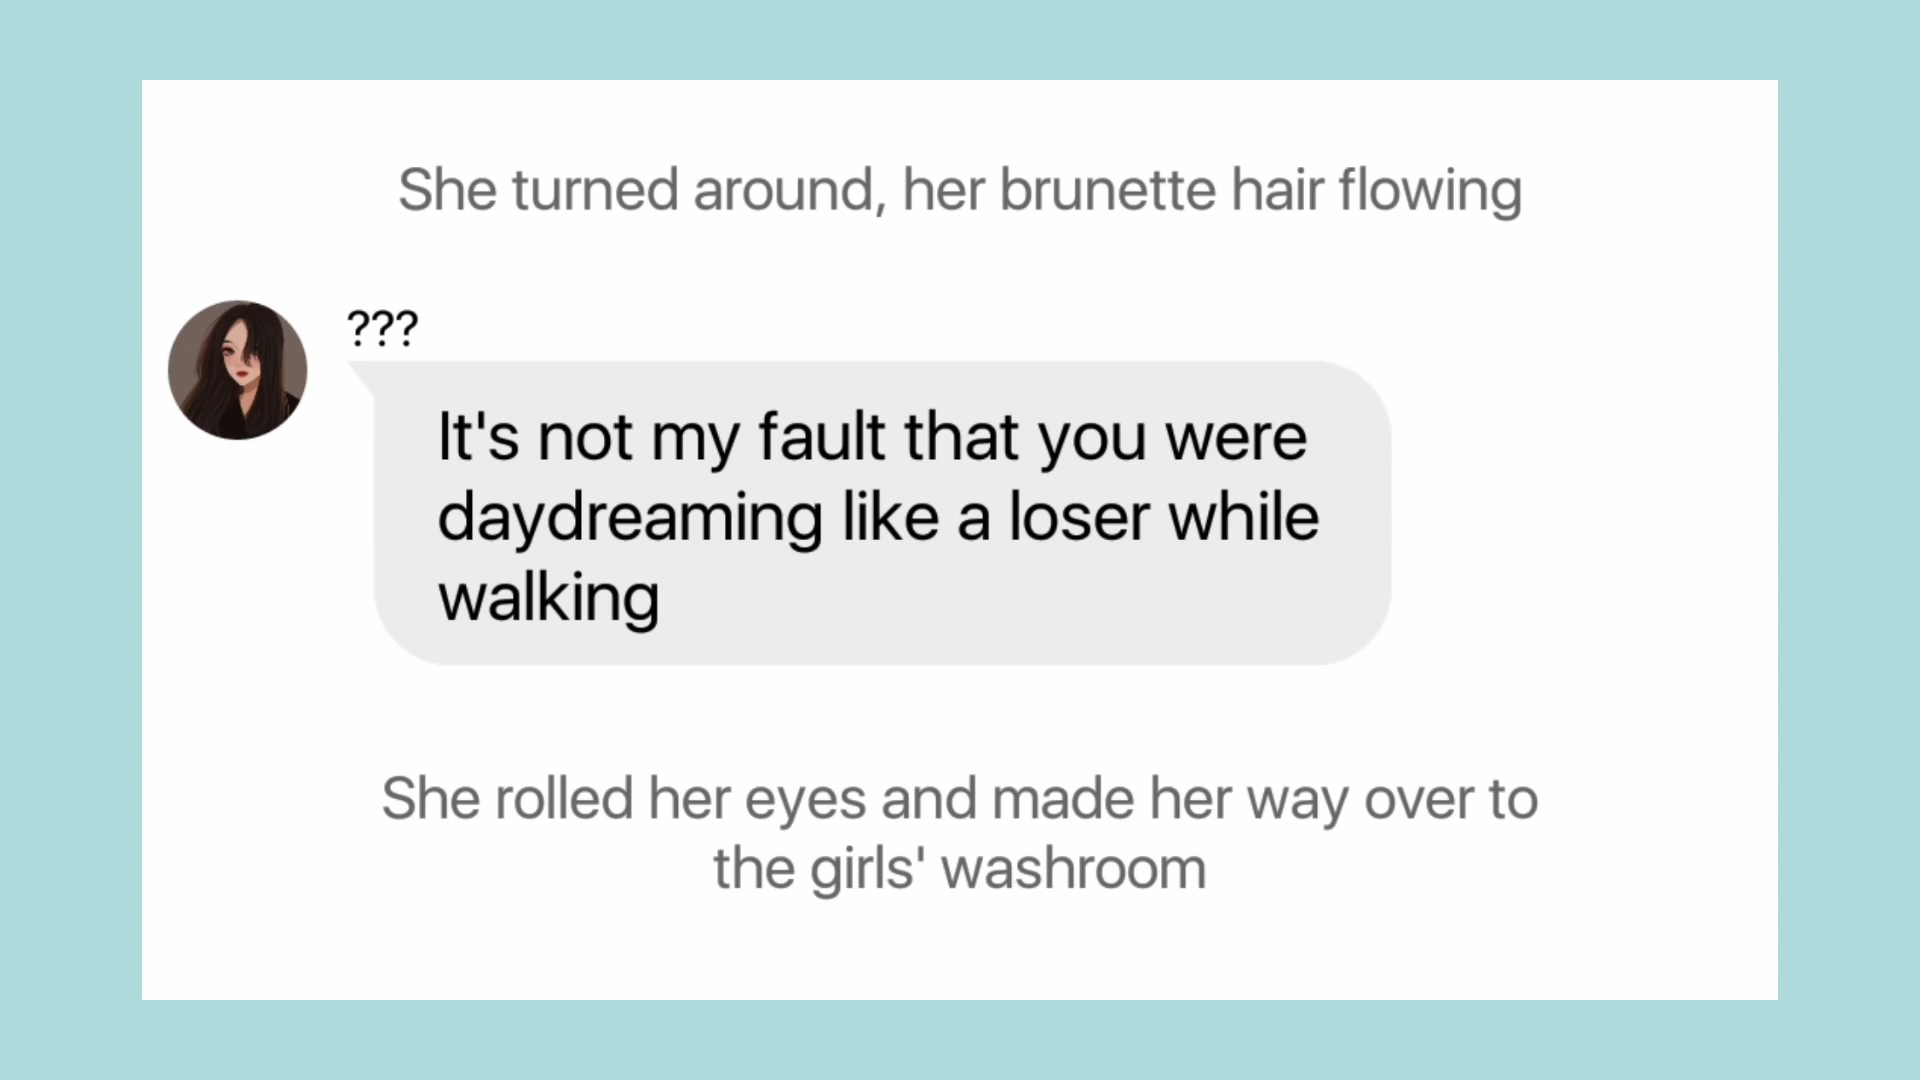 She turned around, her brunette hair flowing
???
It's not my fault that you were
daydreaming like a loser while
walking
She rolled her eyes and made her way over to
the girls' washroom